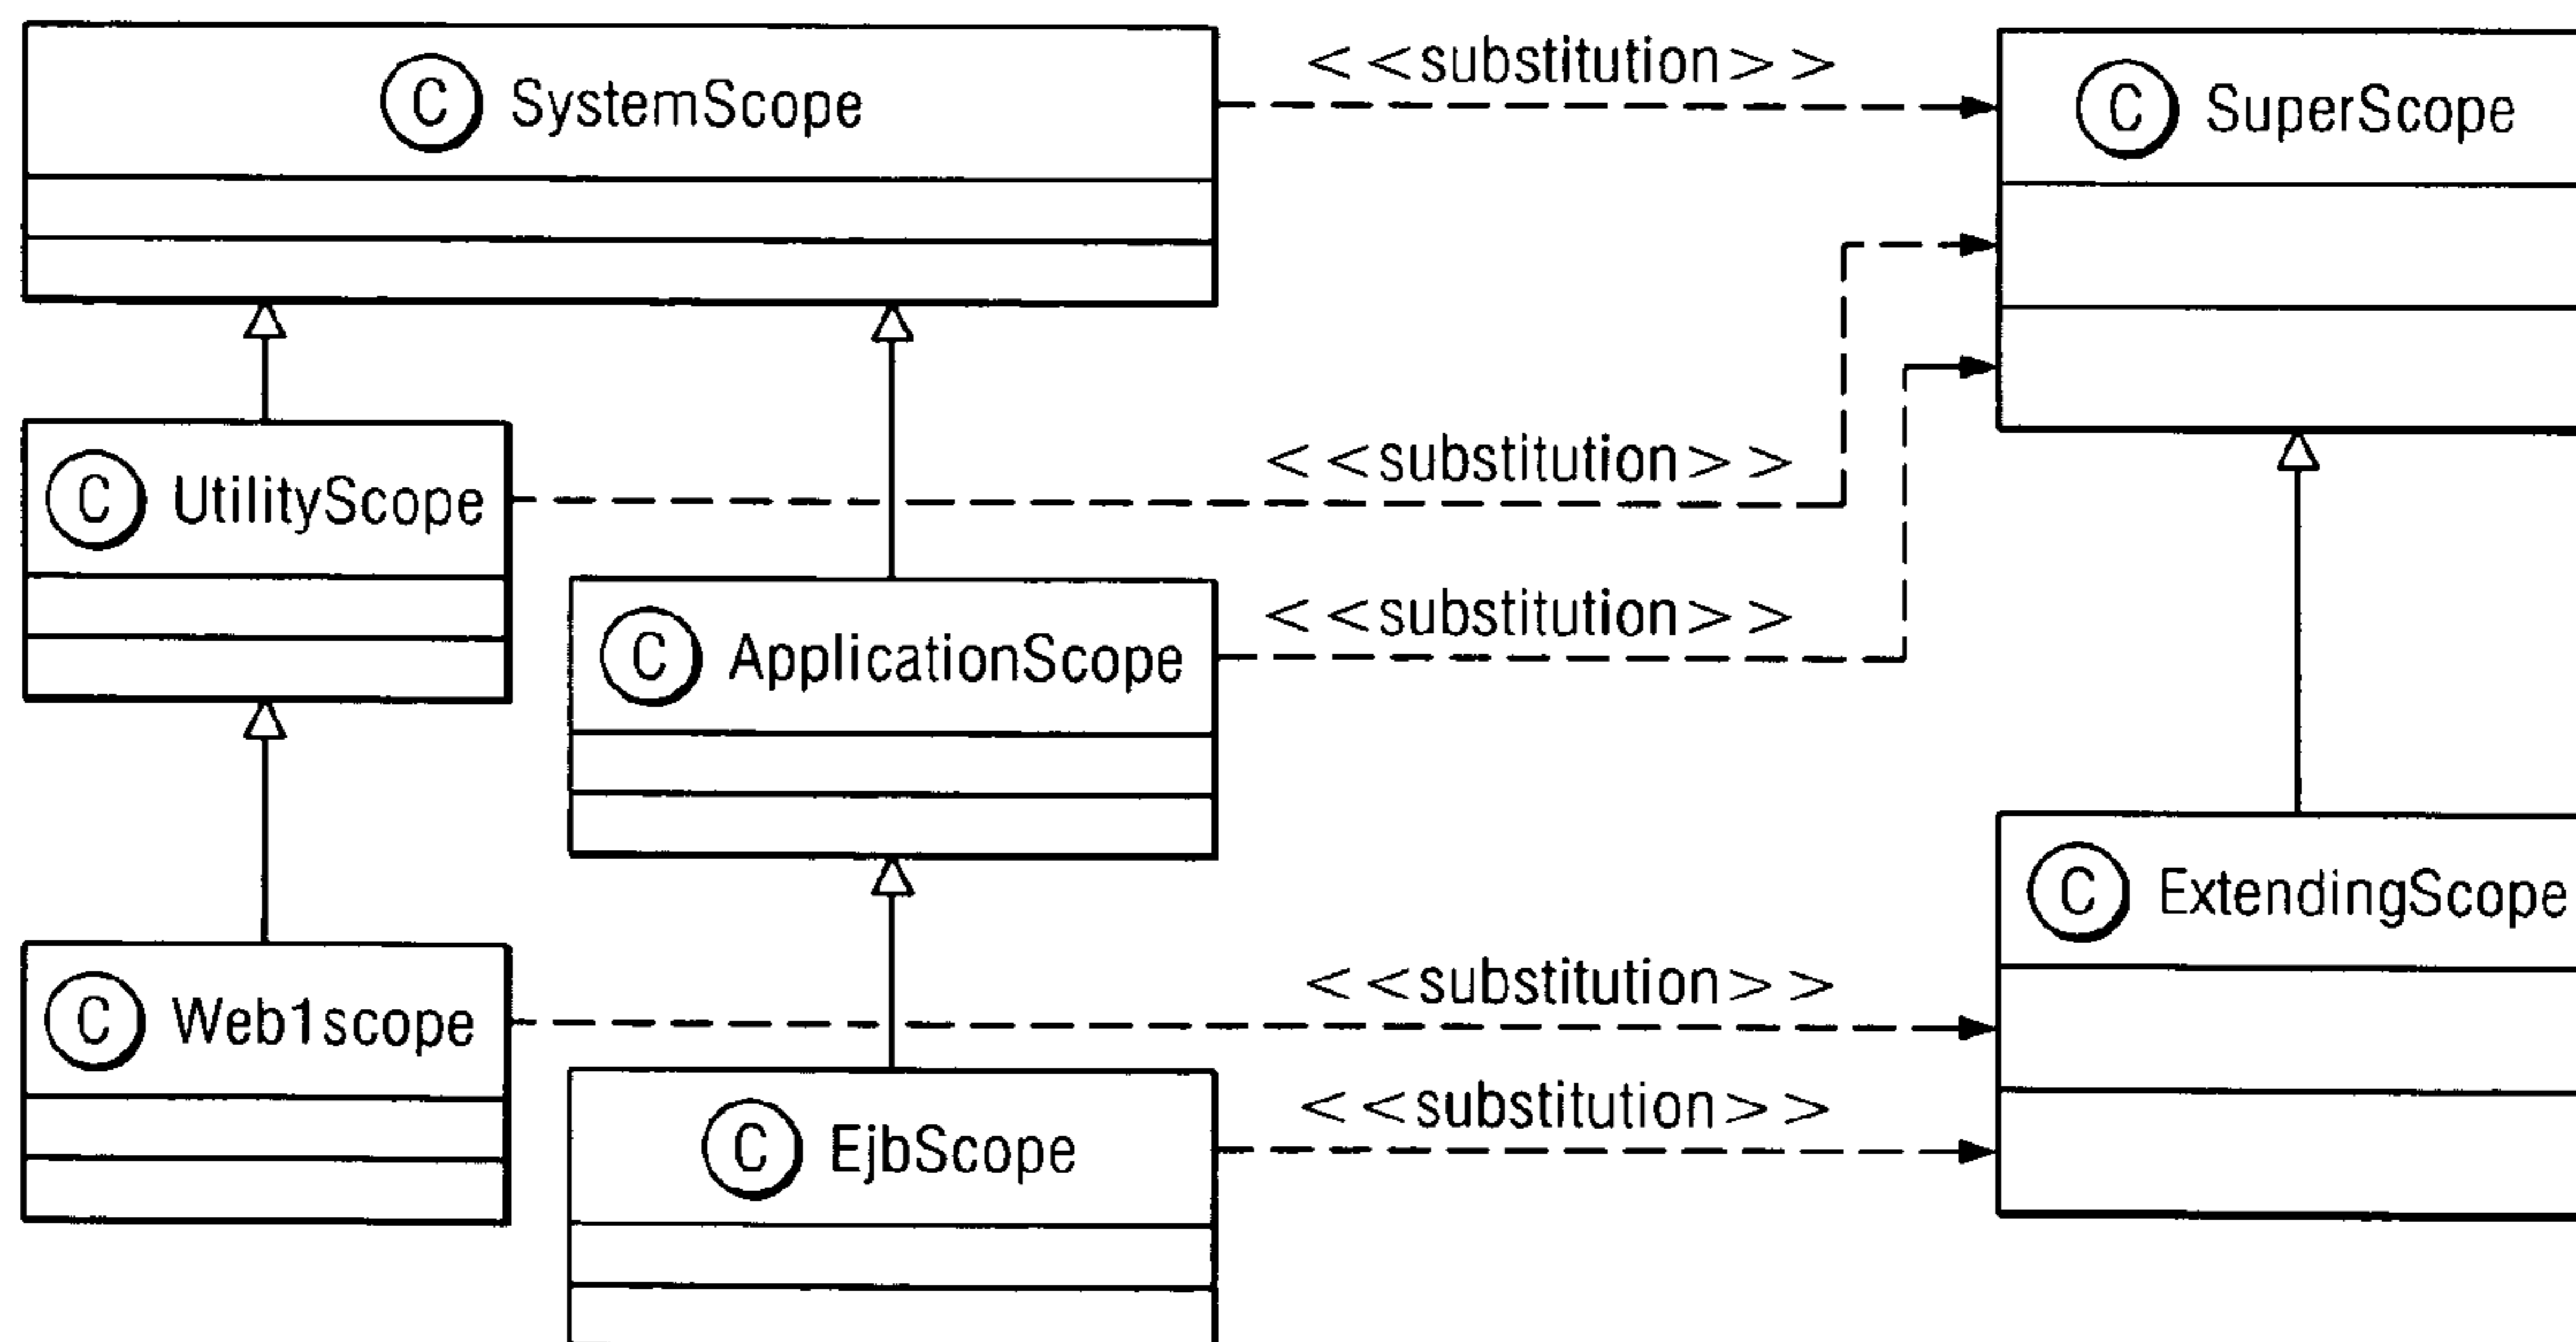 C SystemScope
<<substitution>>
C SuperScope
C UtilityScope
<<substitution>>
C ApplicationScope
<<substitution>>
C ExtendingScope
C Web1scope
<<substitution>>
C EjbScope
<<substitution>>